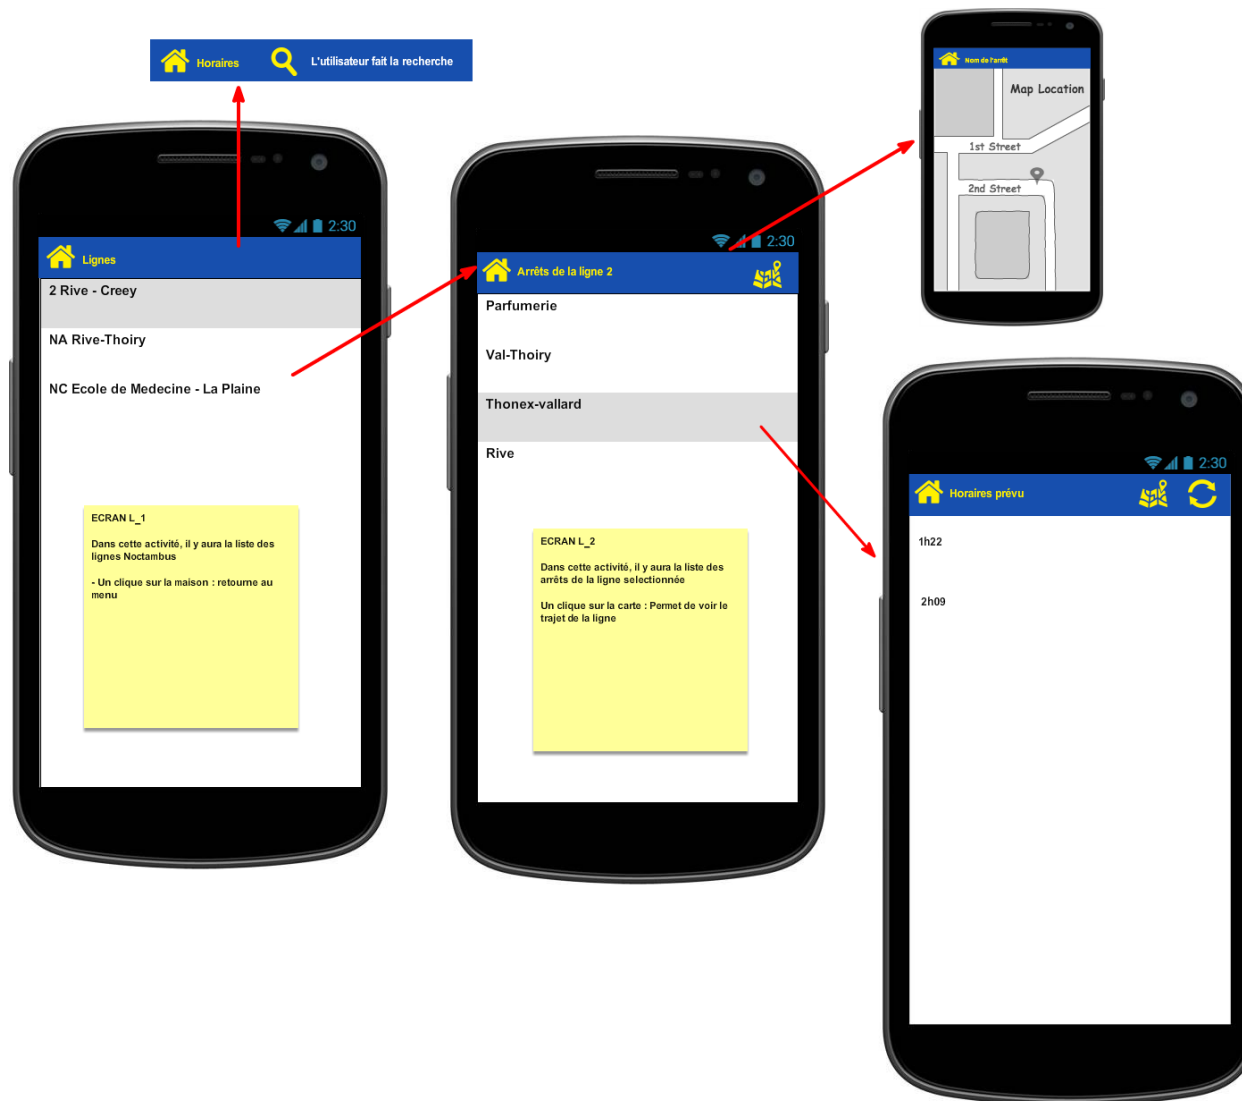 Horaires
L'utilisateur fait la recherche
2:30
Lignes
2 Rive - Creey
NA Rive-Thoiry
NC Ecole de Medecine - La Plaine
ECRAN L_1
Dans cette activité, il y aura la liste des
lignes Noctambus
- Un clique sur la maison : retourne au
menu
2:30
Arrêts de la ligne 2
Parfumerie
Val-Thoiry
Thonex-vallard
Rive
ECRAN L_2
Dans cette activité, il y aura la liste des
arrêts de la ligne selectionnée
Un clique sur la carte : Permet de voir le
trajet de la ligne
Nom de l'arrêt
Map Location
1st Street
2nd Street
2:30
Horaires prévu
1h22
2h09